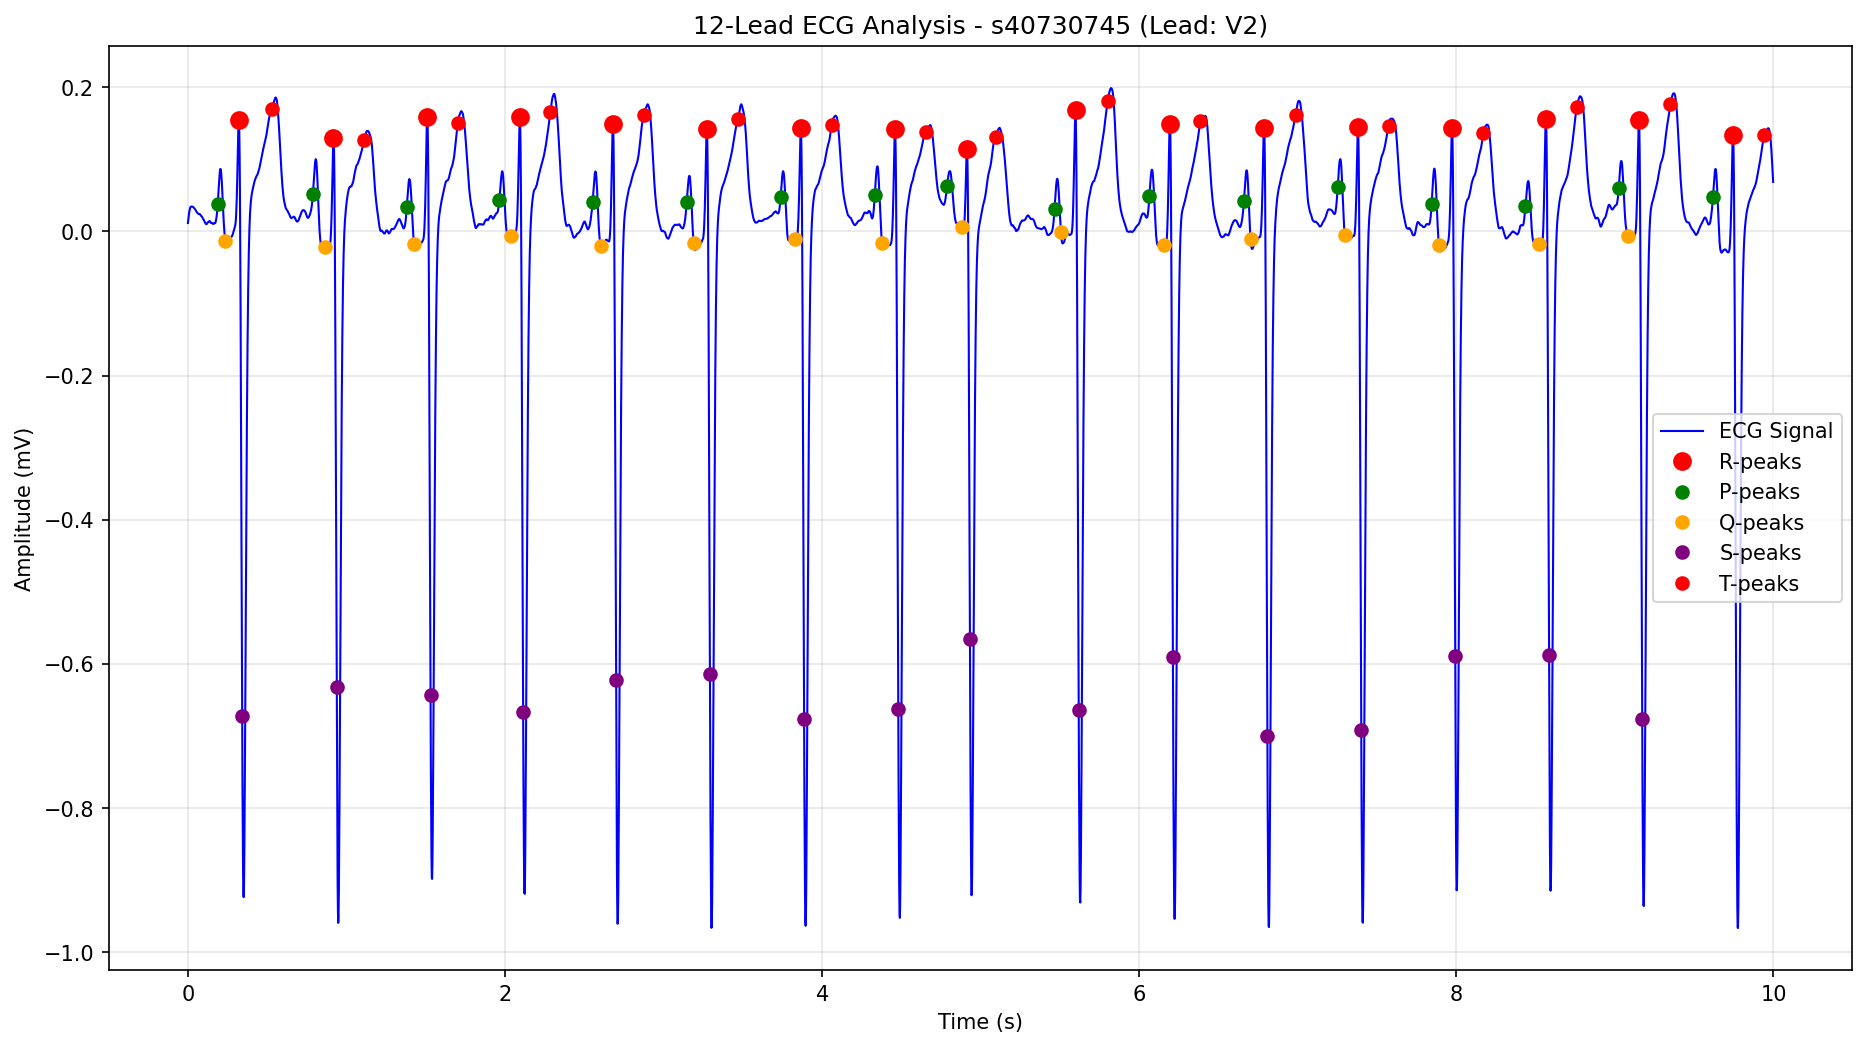 12-Lead ECG Analysis - s40730745 (Lead: V2)
0.2
0.0
−0.2
−0.4
−0.6
−0.8
−1.0
Amplitude (mV)
ECG Signal
R-peaks
P-peaks
Q-peaks
S-peaks
T-peaks
0 2 4 6 8 10
Time (s)